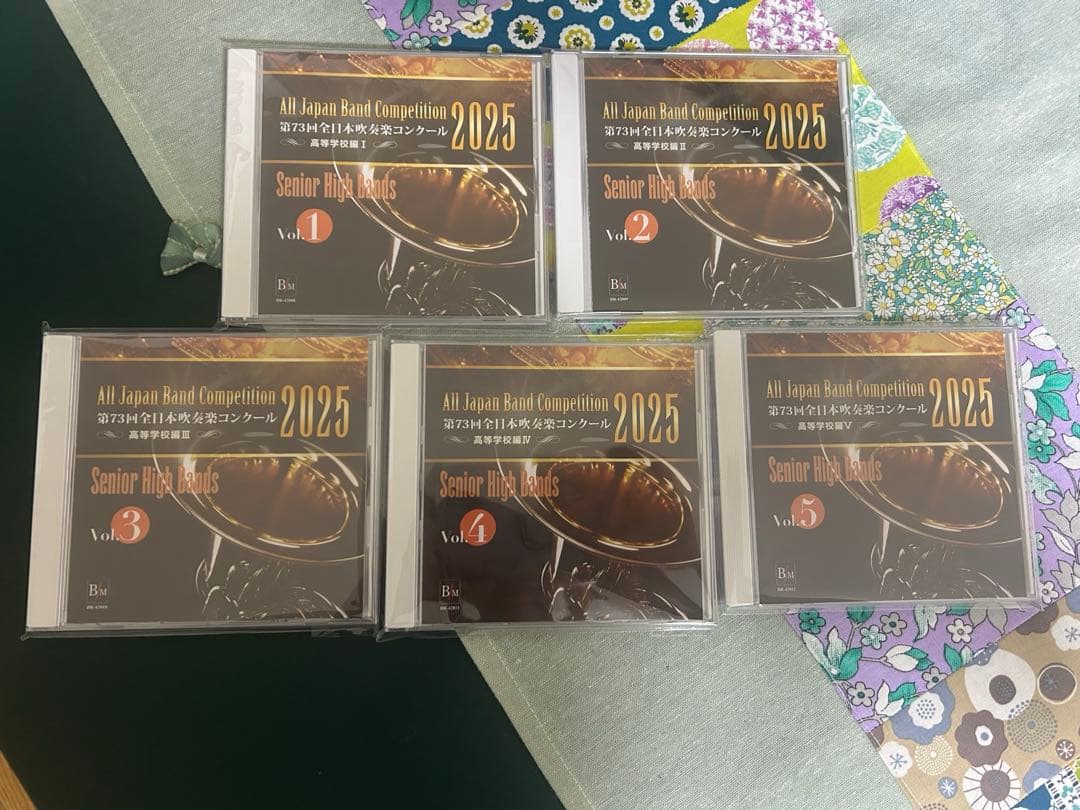 All Japan Band Competition 2025
第73回全日本吹奏楽コンクール
高等学校編Ⅰ
Senior High Bands
Vol.1
BM
All Japan Band Competition 2025
第73回全日本吹奏楽コンクール
高等学校編Ⅱ
Senior High Bands
Vol.2
BM
All Japan Band Competition 2025
第73回全日本吹奏楽コンクール
高等学校編Ⅲ
Senior High Bands
Vol.3
BM
All Japan Band Competition 2025
第73回全日本吹奏楽コンクール
高等学校編Ⅳ
Senior High Bands
Vol.4
BM
All Japan Band Competition 2025
第73回全日本吹奏楽コンクール
高等学校編Ⅴ
Senior High Bands
Vol.5
BM